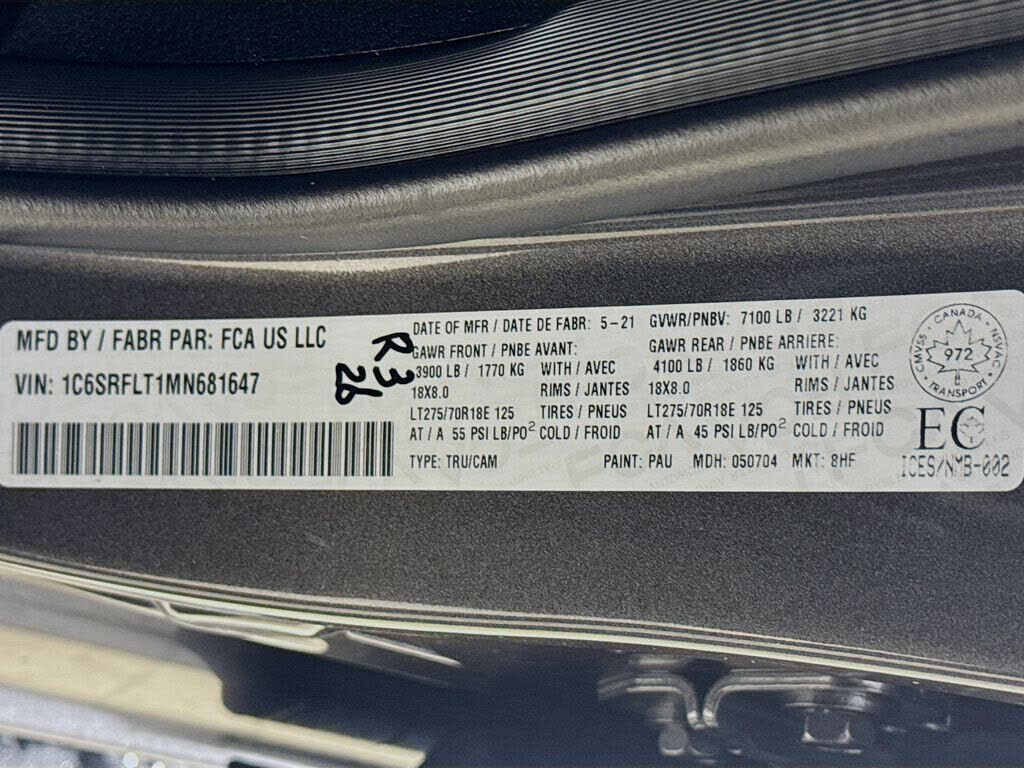 MFD BY / FABR PAR: FCA US LLC
VIN: 1C6SRFLT1MN681647
R3
26
DATE OF MFR / DATE DE FABR: 5-21
GVWR/PNBV: 7100 LB / 3221 KG
GAWR FRONT / PNBE AVANT:
3900 LB / 1770 KG WITH / AVEC
18X8.0 RIMS / JANTES
LT275/70R18E 125 TIRES / PNEUS
AT / A 55 PSI LB/PO² COLD / FROID
GAWR REAR / PNBE ARRIERE:
4100 LB / 1860 KG WITH / AVEC
18X8.0 RIMS / JANTES
LT275/70R18E 125 TIRES / PNEUS
AT / A 45 PSI LB/PO² COLD / FROID
TYPE: TRU/CAM PAINT: PAU MDH: 050704 MKT: 8HF
CANADA
CMVSS 972 NSVAC
TRANSPORT
EC
ICES/NMB-002